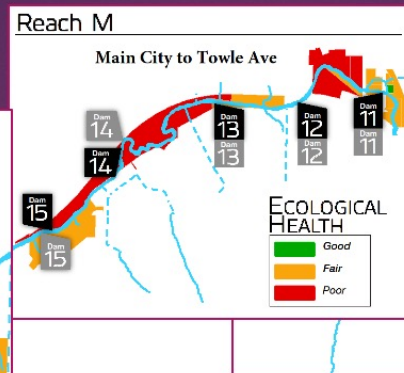 Reach M
Main City to Towle Ave
Dam
14
Dam
14
Dam
13
Dam
13
Dam
12
Dam
12
Dam
11
Dam
11
Dam
15
Dam
15
ECOLOGICAL
HEALTH
Good
Fair
Poor